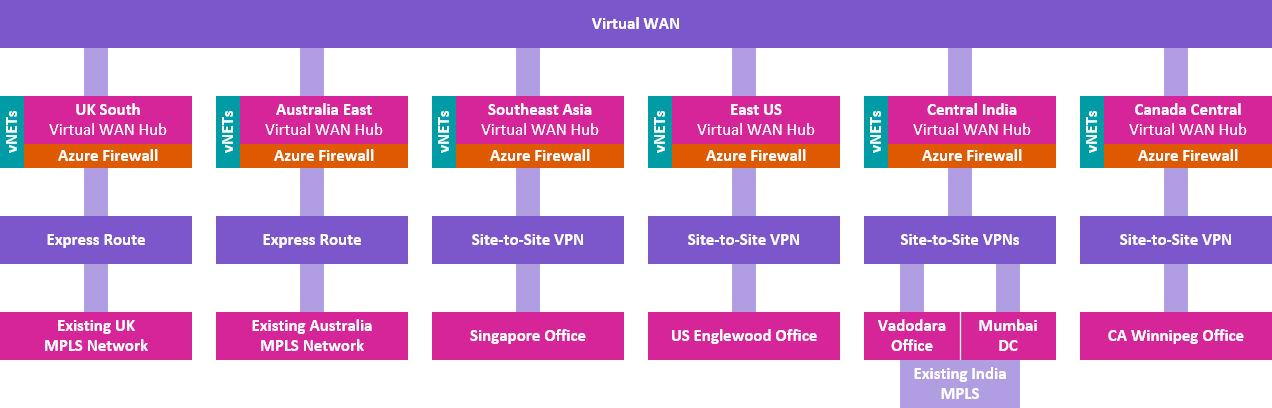 Virtual WAN
vNETs
UK South
Virtual WAN Hub
Azure Firewall
vNETs
Australia East
Virtual WAN Hub
Azure Firewall
vNETs
Southeast Asia
Virtual WAN Hub
Azure Firewall
vNETs
East US
Virtual WAN Hub
Azure Firewall
vNETs
Central India
Virtual WAN Hub
Azure Firewall
vNETs
Canada Central
Virtual WAN Hub
Azure Firewall
Express Route
Express Route
Site-to-Site VPN
Site-to-Site VPN
Site-to-Site VPNs
Site-to-Site VPN
Existing UK
MPLS Network
Existing Australia
MPLS Network
Singapore Office
US Englewood Office
Vadodara
Office
Mumbai
DC
CA Winnipeg Office
Existing India
MPLS